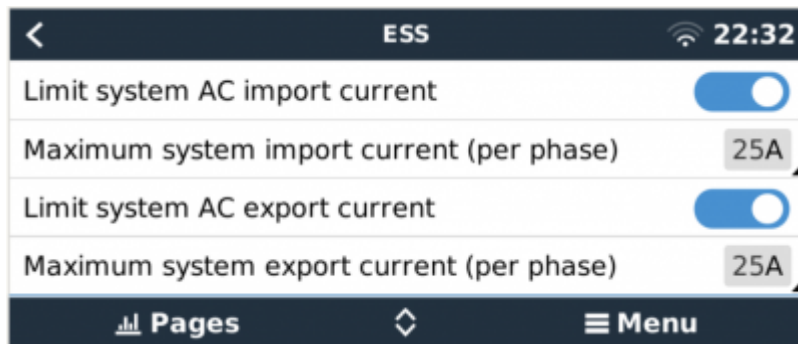 ESS 22:32
Limit system AC import current
Maximum system import current (per phase) 25A
Limit system AC export current
Maximum system export current (per phase) 25A
Pages Menu